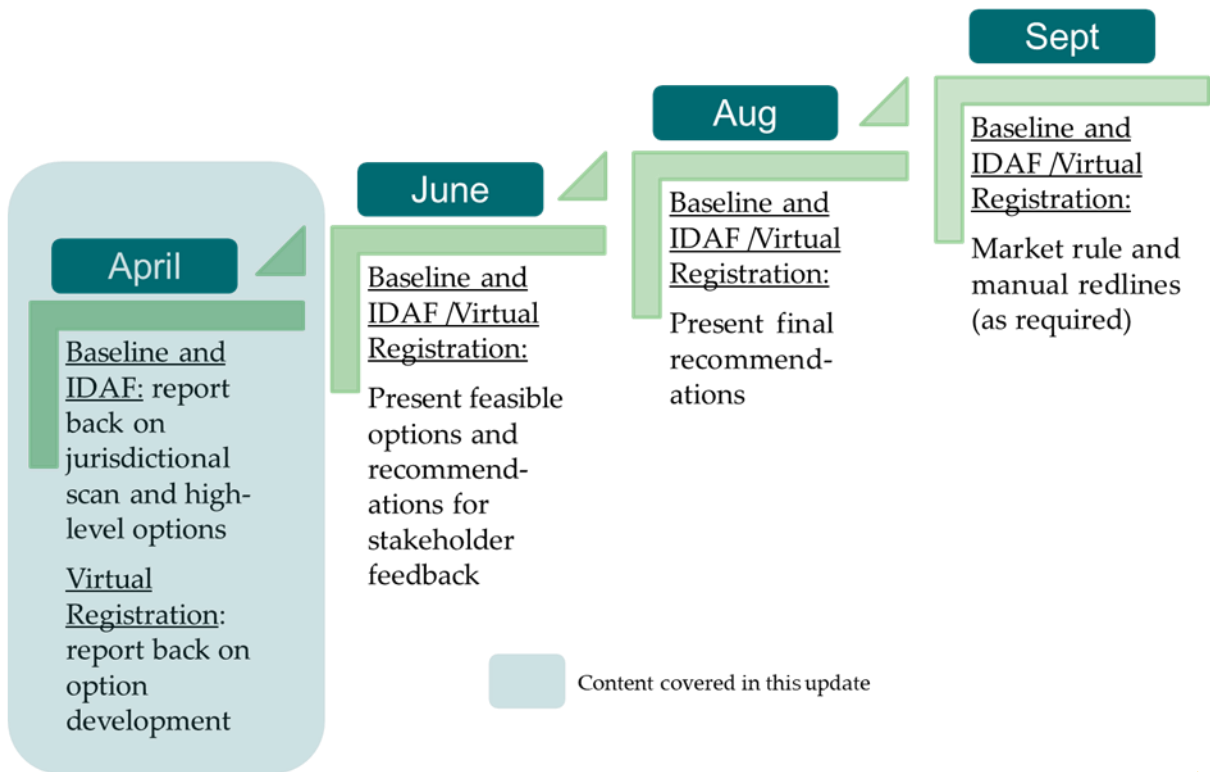 April
Baseline and
IDAF: report
back on
jurisdictional
scan and high-
level options
Virtual
Registration:
report back on
option
development
June
Baseline and
IDAF /Virtual
Registration:
Present feasible
options and
recommend-
ations for
stakeholder
feedback
Aug
Baseline and
IDAF /Virtual
Registration:
Present final
recommend-
ations
Sept
Baseline and
IDAF /Virtual
Registration:
Market rule and
manual redlines
(as required)
Content covered in this update